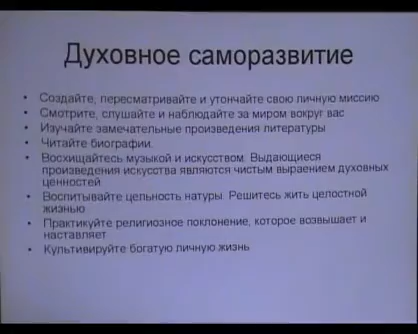 Духовное саморазвитие
• Создайте, пересматривайте и утончайте свою личную миссию
• Смотрите, слушайте и наблюдайте за миром вокруг вас
• Изучайте замечательные произведения литературы
• Читайте биографии.
• Восхищайтесь музыкой и искусством. Выдающиеся
произведения искусства являются чистым выраением духовных
ценностей
• Воспитывайте цельность натуры. Решитесь жить целостной
жизнью
• Практикуйте религиозное поклонение, которое возвышает и
наставляет
• Культивируйте богатую личную жизнь